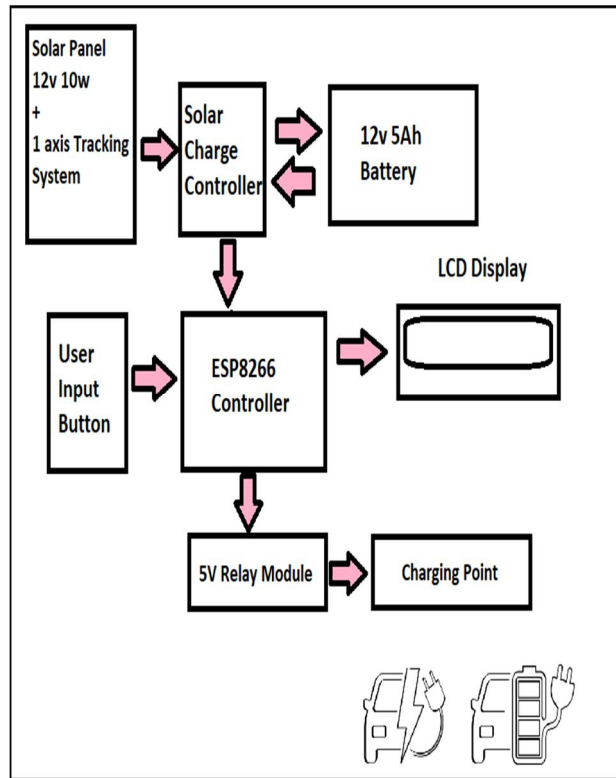 Solar Panel
12v 10w
+
1 axis Tracking
System
Solar
Charge
Controller
12v 5Ah
Battery
LCD Display
User
Input
Button
ESP8266
Controller
5V Relay Module
Charging Point